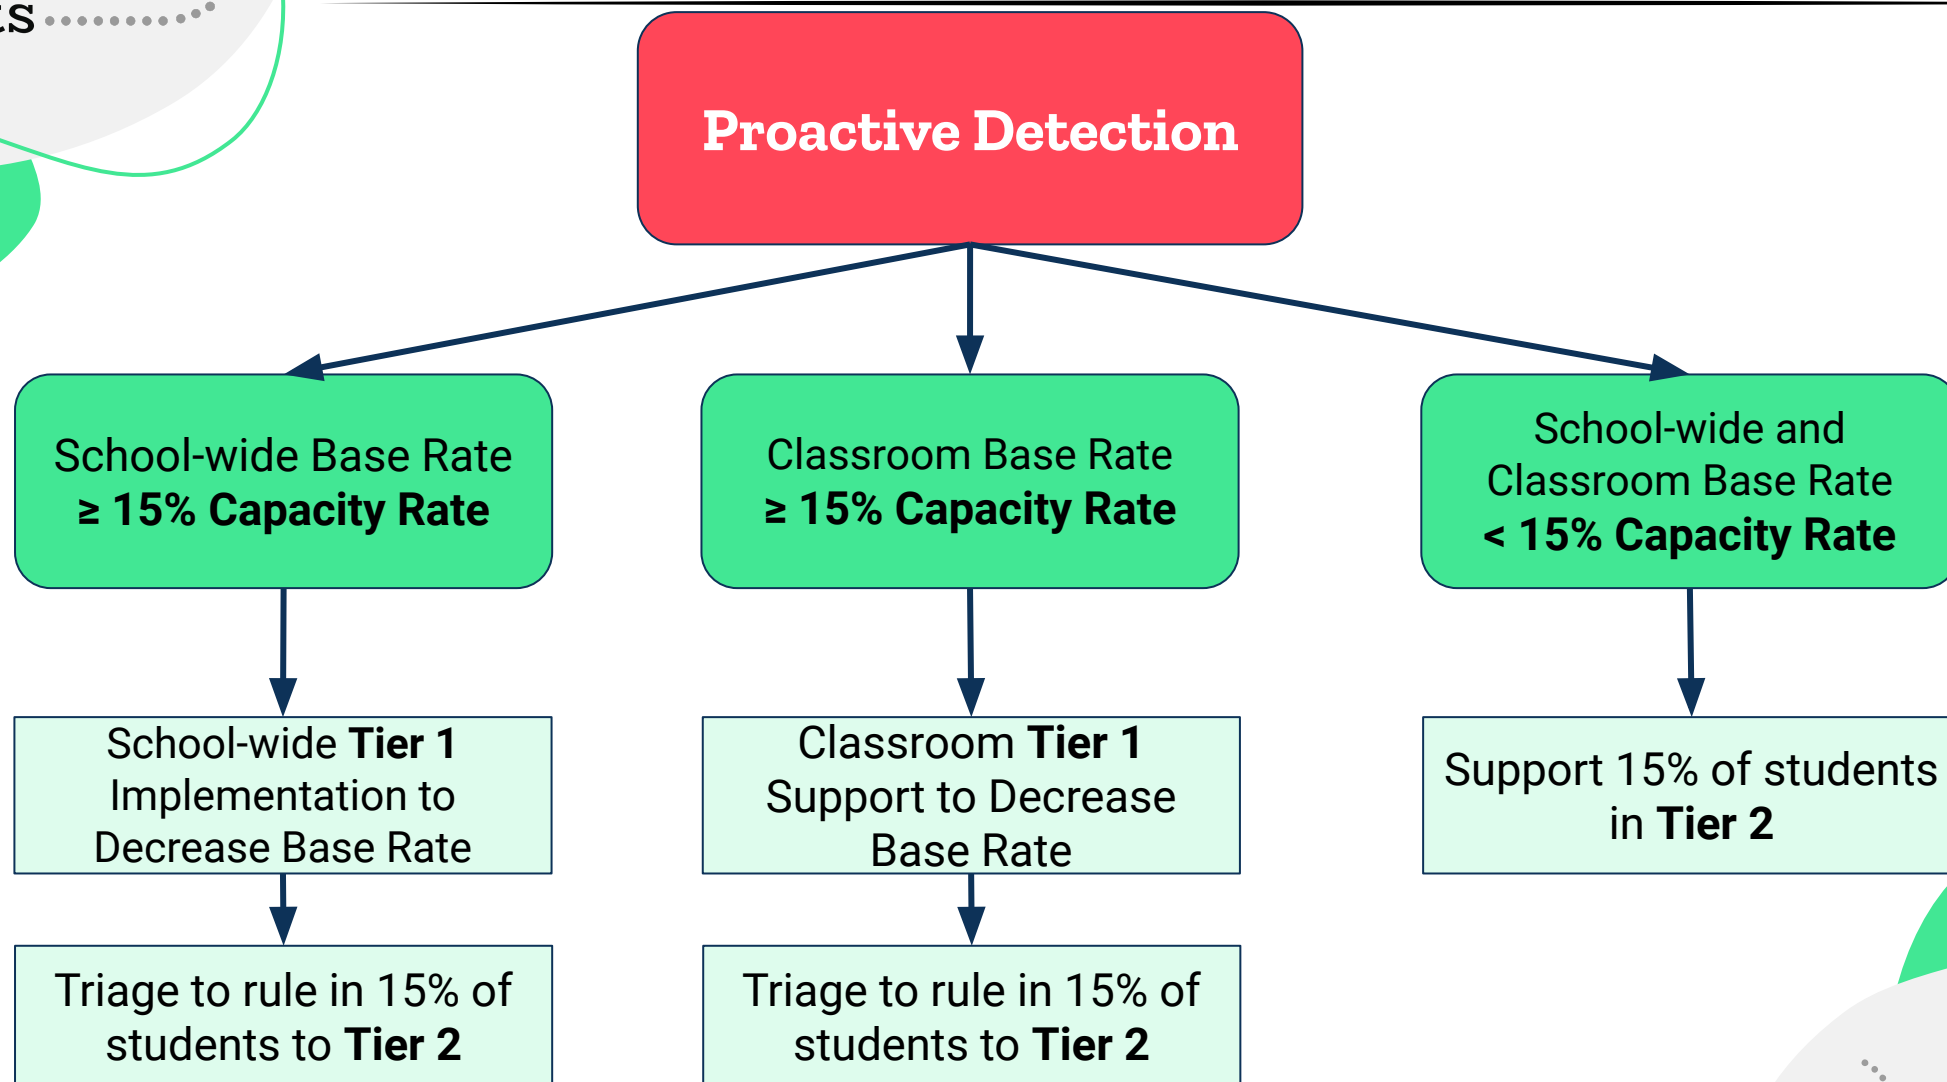 Proactive Detection
School-wide Base Rate
≥ 15% Capacity Rate
Classroom Base Rate
≥ 15% Capacity Rate
School-wide and
Classroom Base Rate
< 15% Capacity Rate
School-wide Tier 1
Implementation to
Decrease Base Rate
Classroom Tier 1
Support to Decrease
Base Rate
Support 15% of students
in Tier 2
Triage to rule in 15% of
students to Tier 2
Triage to rule in 15% of
students to Tier 2